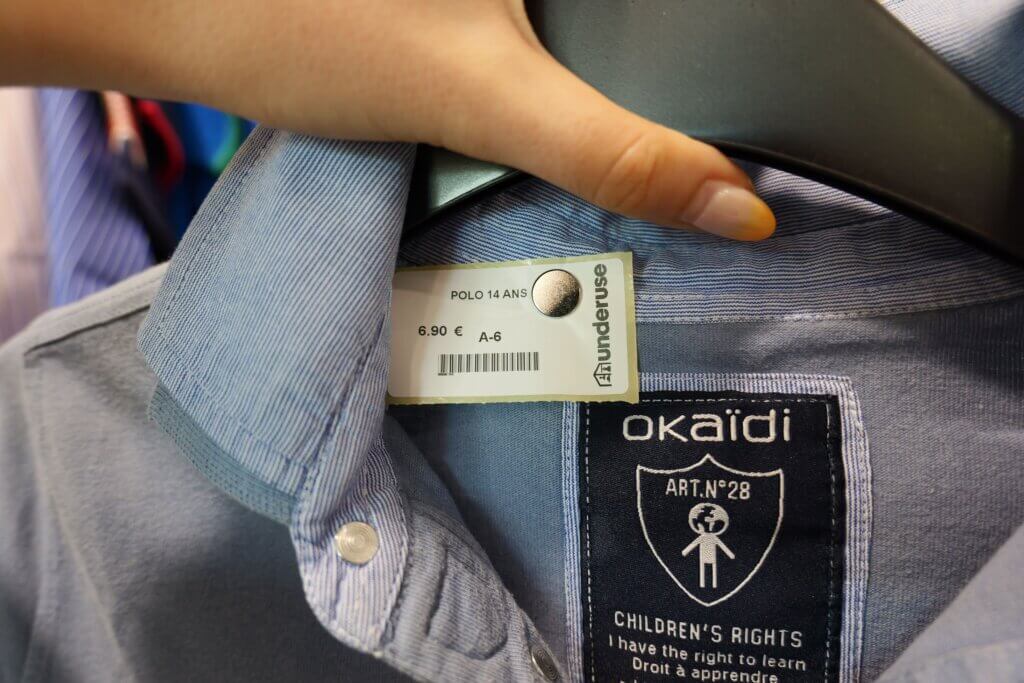 POLO 14 ANS
6.90 €
A-6
underuse
okaïdi
ART.N°28
CHILDREN'S RIGHTS
I have the right to learn
Droit à apprendre